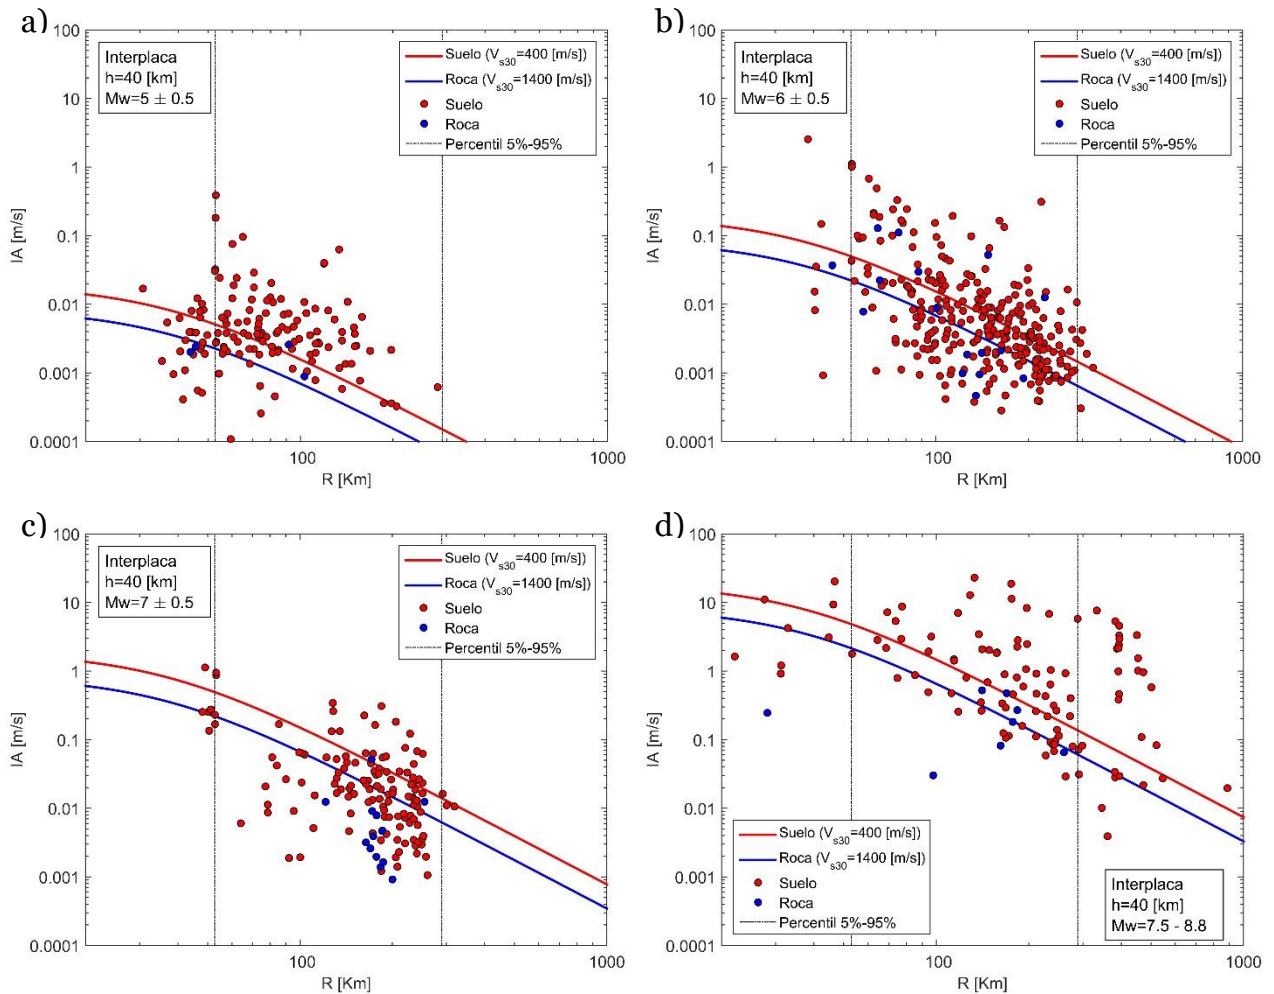 a)
100
10
1
0.1
0.01
0.001
0.0001
IA [m/s]
100
1000
R [Km]
Interplaca
h=40 [km]
Mw=5 ± 0.5
Suelo (Vs30=400 [m/s])
Roca (Vs30=1400 [m/s])
Suelo
Roca
Percentil 5%-95%
b)
100
10
1
0.1
0.01
0.001
0.0001
IA [m/s]
100
1000
R [Km]
Interplaca
h=40 [km]
Mw=6 ± 0.5
Suelo (Vs30=400 [m/s])
Roca (Vs30=1400 [m/s])
Suelo
Roca
Percentil 5%-95%
c)
100
10
1
0.1
0.01
0.001
0.0001
IA [m/s]
100
1000
R [Km]
Interplaca
h=40 [km]
Mw=7 ± 0.5
Suelo (Vs30=400 [m/s])
Roca (Vs30=1400 [m/s])
Suelo
Roca
Percentil 5%-95%
d)
100
10
1
0.1
0.01
0.001
0.0001
IA [m/s]
100
1000
R [Km]
Suelo (Vs30=400 [m/s])
Roca (Vs30=1400 [m/s])
Suelo
Roca
Percentil 5%-95%
Interplaca
h=40 [km]
Mw=7.5 - 8.8